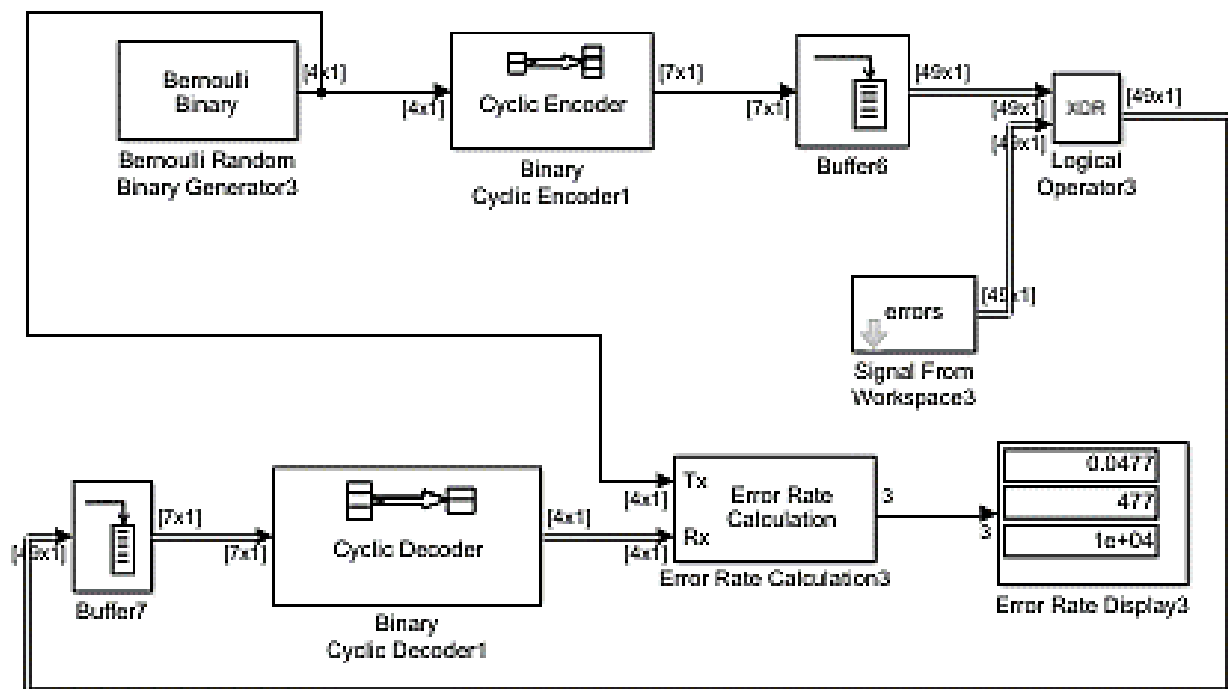 Bernoulli
Binary
Bernoulli Random
Binary Generator3
[4x1]
[4x1]
Cyclic Encoder
Binary
Cyclic Encoder1
[7x1]
[7x1]
Buffer6
[49x1]
[49x1]
[49x1]
XOR
Logical
Operator3
[49x1]
errors
[49x1]
Signal From
Workspace3
[49x1]
Buffer7
[7x1]
[7x1]
Cyclic Decoder
Binary
Cyclic Decoder1
[4x1]
[4x1]
[4x1]
Tx
Rx
Error Rate
Calculation
Error Rate Calculation3
3
3
0.0477
477
1e+04
Error Rate Display3